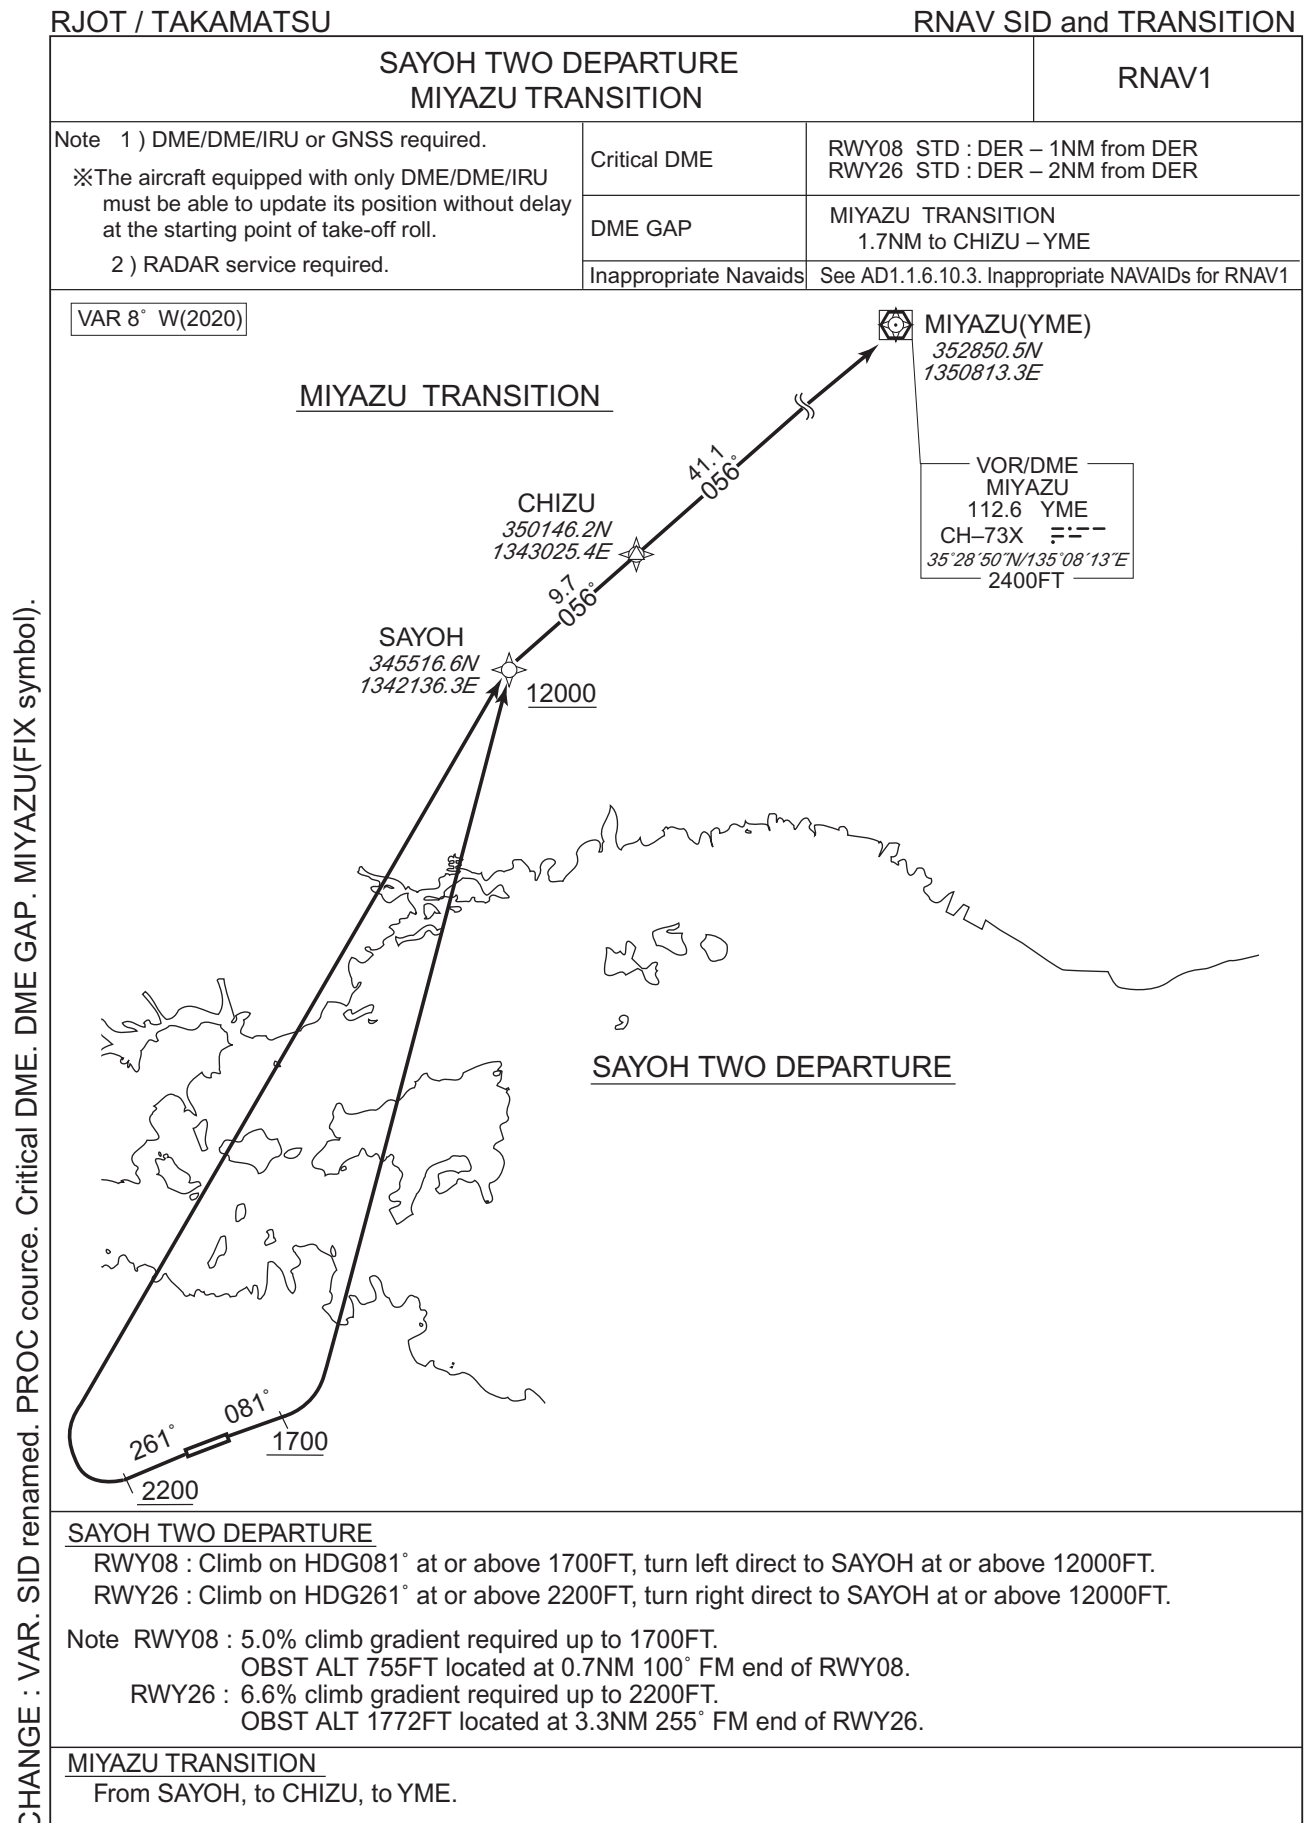 RJOT / TAKAMATSU
RNAV SID and TRANSITION
SAYOH TWO DEPARTURE
MIYAZU TRANSITION
RNAV1
Note 1 ) DME/DME/IRU or GNSS required.
※The aircraft equipped with only DME/DME/IRU
must be able to update its position without delay
at the starting point of take-off roll.
2 ) RADAR service required.
Critical DME
RWY08 STD : DER – 1NM from DER
RWY26 STD : DER – 2NM from DER
DME GAP
MIYAZU TRANSITION
1.7NM to CHIZU – YME
Inappropriate Navaids
See AD1.1.6.10.3. Inappropriate NAVAIDs for RNAV1
VAR 8° W(2020)
MIYAZU TRANSITION
MIYAZU(YME)
352850.5N
1350813.3E
VOR/DME
MIYAZU
112.6 YME
CH–73X
35°28′50″N/135°08′13″E
2400FT
41.1
056°
CHIZU
350146.2N
1343025.4E
9.7
056°
SAYOH
345516.6N
1342136.3E
12000
SAYOH TWO DEPARTURE
261°
081°
1700
2200
SAYOH TWO DEPARTURE
RWY08 : Climb on HDG081° at or above 1700FT, turn left direct to SAYOH at or above 12000FT.
RWY26 : Climb on HDG261° at or above 2200FT, turn right direct to SAYOH at or above 12000FT.
Note RWY08 : 5.0% climb gradient required up to 1700FT.
OBST ALT 755FT located at 0.7NM 100° FM end of RWY08.
RWY26 : 6.6% climb gradient required up to 2200FT.
OBST ALT 1772FT located at 3.3NM 255° FM end of RWY26.
MIYAZU TRANSITION
From SAYOH, to CHIZU, to YME.
CHANGE : VAR. SID renamed. PROC cource. Critical DME. DME GAP. MIYAZU(FIX symbol).